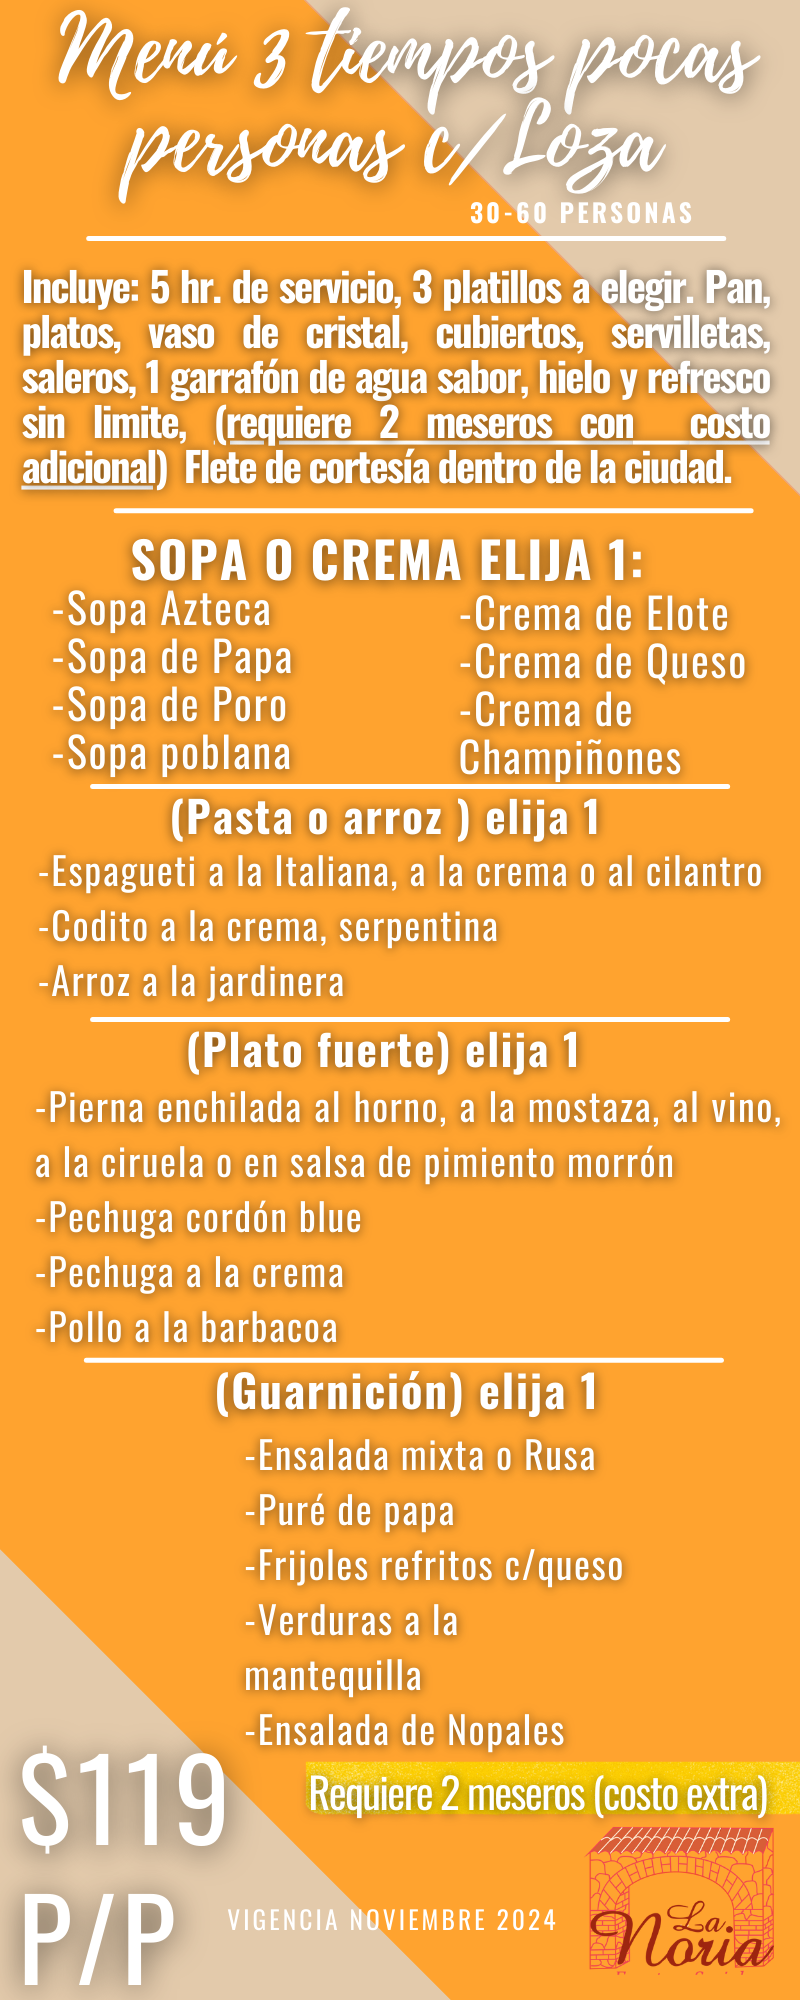 Menú 3 tiempos pocas
personas c/Loza
30-60 PERSONAS
Incluye: 5 hr. de servicio, 3 platillos a elegir. Pan,
platos, vaso de cristal, cubiertos, servilletas,
saleros, 1 garrafón de agua sabor, hielo y refresco
sin limite, (requiere 2 meseros con costo
adicional) Flete de cortesía dentro de la ciudad.
SOPA O CREMA ELIJA 1:
-Sopa Azteca
-Sopa de Papa
-Sopa de Poro
-Sopa poblana
-Crema de Elote
-Crema de Queso
-Crema de
Champiñones
(Pasta o arroz ) elija 1
-Espagueti a la Italiana, a la crema o al cilantro
-Codito a la crema, serpentina
-Arroz a la jardinera
(Plato fuerte) elija 1
-Pierna enchilada al horno, a la mostaza, al vino,
a la ciruela o en salsa de pimiento morrón
-Pechuga cordón blue
-Pechuga a la crema
-Pollo a la barbacoa
(Guarnición) elija 1
-Ensalada mixta o Rusa
-Puré de papa
-Frijoles refritos c/queso
-Verduras a la
mantequilla
-Ensalada de Nopales
$119
P/P
Requiere 2 meseros (costo extra)
VIGENCIA NOVIEMBRE 2024
La
Noria